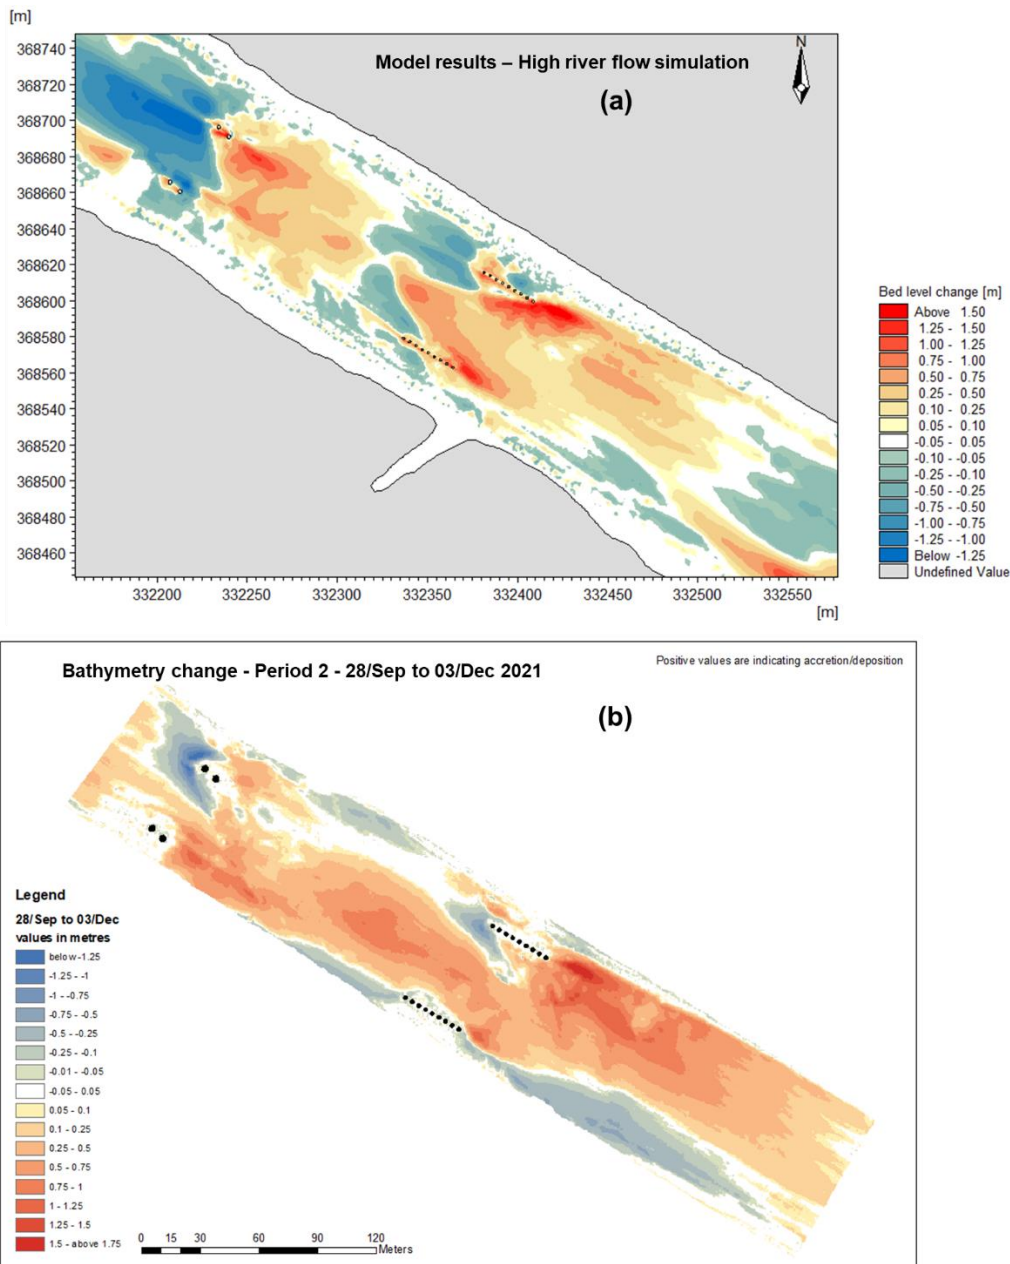 [m]
N
Model results – High river flow simulation
(a)
368740
368720
368700
368680
368660
368640
368620
368600
368580
368560
368540
368520
368500
368480
368460
332200 332250 332300 332350 332400 332450 332500 332550
[m]
Bed level change [m]
Above 1.50
1.25 - 1.50
1.00 - 1.25
0.75 - 1.00
0.50 - 0.75
0.25 - 0.50
0.10 - 0.25
0.05 - 0.10
-0.05 - 0.05
-0.10 - -0.05
-0.25 - -0.10
-0.50 - -0.25
-0.75 - -0.50
-1.00 - -0.75
-1.25 - -1.00
Below -1.25
Undefined Value
Bathymetry change - Period 2 - 28/Sep to 03/Dec 2021
Positive values are indicating accretion/deposition
(b)
Legend
28/Sep to 03/Dec
values in metres
below -1.25
-1.25 - -1
-1 - -0.75
-0.75 - -0.5
-0.5 - -0.25
-0.25 - -0.1
-0.01 - -0.05
-0.05 - 0.05
0.05 - 0.1
0.1 - 0.25
0.25 - 0.5
0.5 - 0.75
0.75 - 1
1 - 1.25
1.25 - 1.5
1.5 - above 1.75
0 15 30 60 90 120
Meters